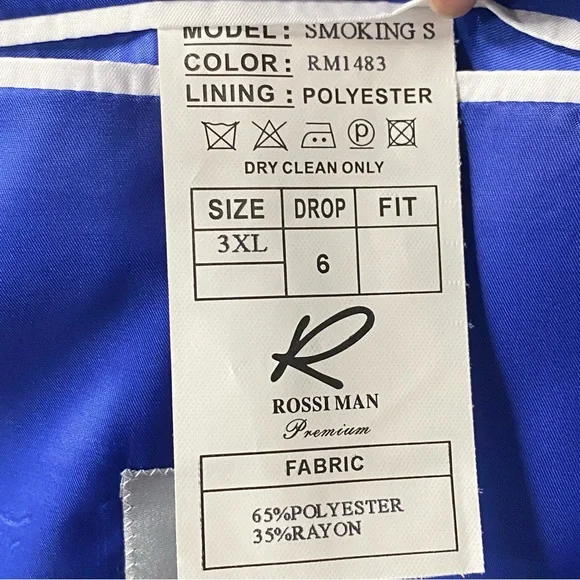 MODEL: SMOKING S
COLOR: RM1483
LINING: POLYESTER
P
DRY CLEAN ONLY
SIZE DROP FIT
3XL 6
R
ROSSI MAN
Premium
FABRIC
65%POLYESTER
35%RAYON